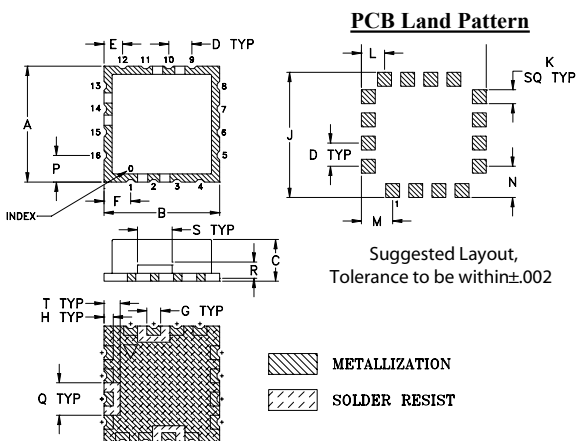 PCB Land Pattern
E
D TYP
12 11 10 9
K
SQ TYP
L
13
14
15
16
8
7
6
5
A
P
0
1 2 3 4
INDEX
F
B
J
D TYP
N
1
M
S TYP
R
C
Suggested Layout,
Tolerance to be within±.002
T TYP
H TYP
G TYP
Q TYP
METALLIZATION
SOLDER RESIST